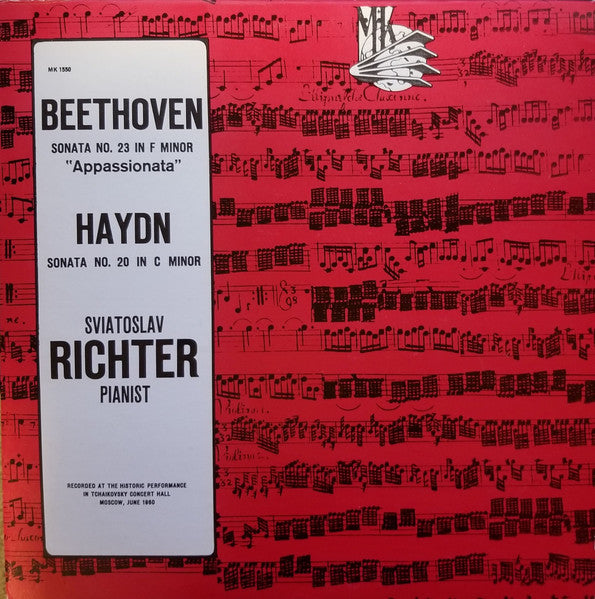 MK 1550
MK
BEETHOVEN
SONATA NO. 23 IN F MINOR
"Appassionata"
HAYDN
SONATA NO. 20 IN C MINOR
SVIATOSLAV
RICHTER
PIANIST
RECORDED AT THE HISTORIC PERFORMANCE
IN TCHAIKOVSKY CONCERT HALL
MOSCOW, JUNE 1960